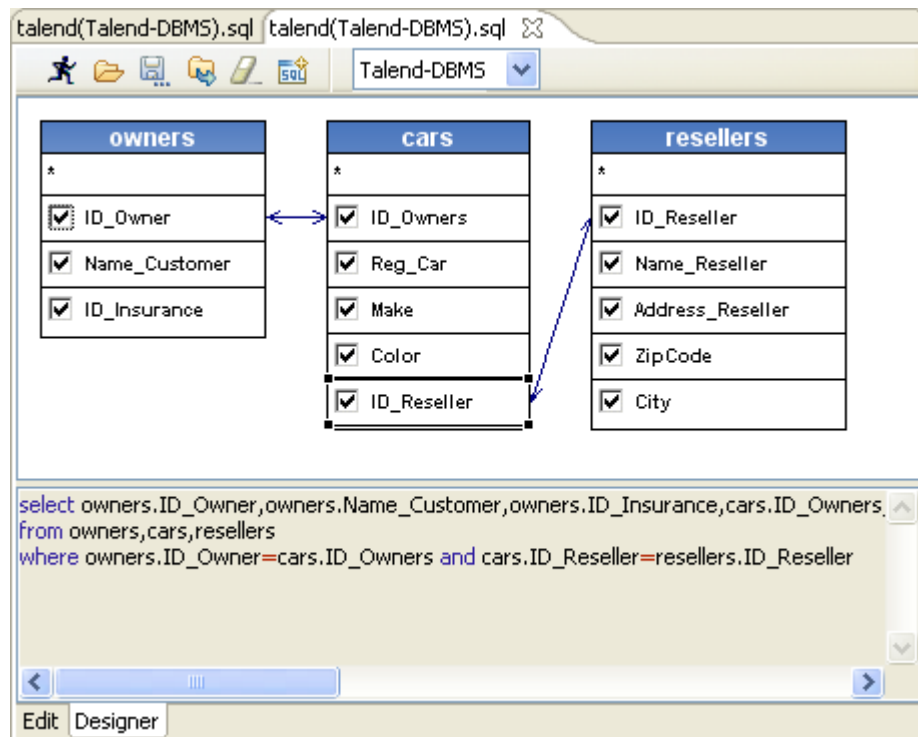 talend(Talend-DBMS).sql talend(Talend-DBMS).sql
SQL Talend-DBMS
owners
*
ID_Owner
Name_Customer
ID_Insurance
cars
*
ID_Owners
Reg_Car
Make
Color
ID_Reseller
resellers
*
ID_Reseller
Name_Reseller
Address_Reseller
ZipCode
City
select owners.ID_Owner,owners.Name_Customer,owners.ID_Insurance,cars.ID_Owners,
from owners,cars,resellers
where owners.ID_Owner=cars.ID_Owners and cars.ID_Reseller=resellers.ID_Reseller
Edit Designer